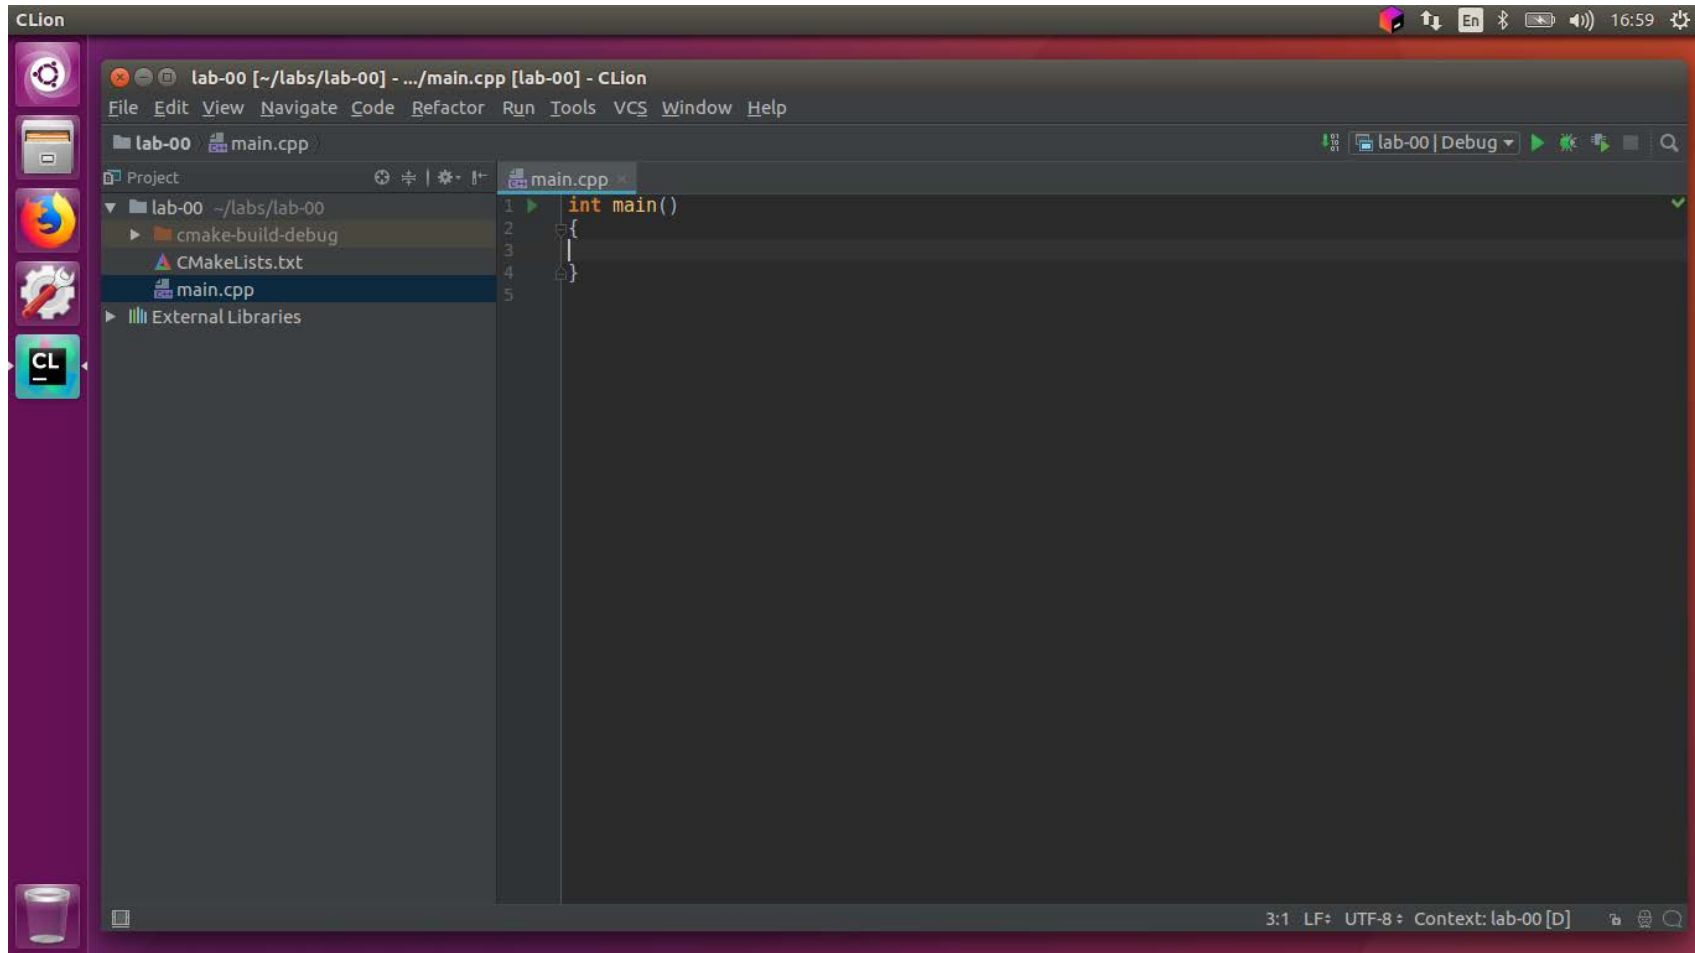 CLion
En
16:59
lab-00 [~/labs/lab-00] - .../main.cpp [lab-00] - CLion
File Edit View Navigate Code Refactor Run Tools VCS Window Help
lab-00 main.cpp
lab-00 | Debug
Project
main.cpp
lab-00 ~/labs/lab-00
cmake-build-debug
CMakeLists.txt
main.cpp
External Libraries
1 int main()
2 {
3
4 }
5
CL
3:1 LF UTF-8 Context: lab-00 [D]